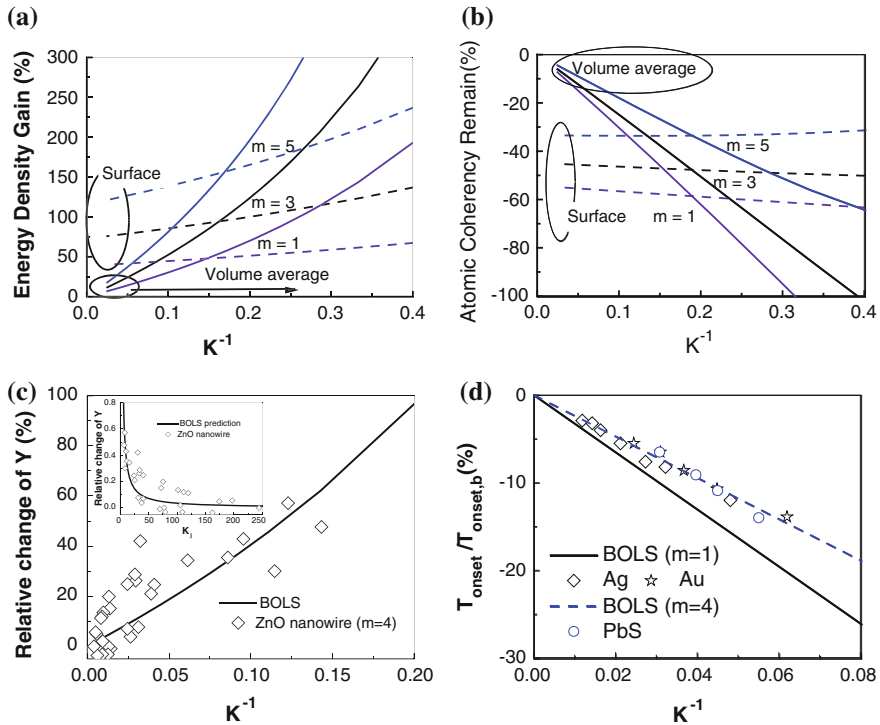 (a)
300
250
200
150
100
50
0
Energy Density Gain (%)
0.0 0.1 0.2 0.3 0.4
K-1
Surface
m = 5
m = 3
m = 1
Volume average
(b)
0
-20
-40
-60
-80
-100
Atomic Coherency Remain(%)
0.0 0.1 0.2 0.3 0.4
K-1
Volume average
m = 5
m = 3
m = 1
Surface
(c)
100
80
60
40
20
0
Relative change of Y (%)
0.00 0.05 0.10 0.15 0.20
K-1
0.8
0.6
0.4
0.2
0.0
Relative change of Y
0 50 100 150 200 250
Kj
BOLS prediction
ZnO nanowire
BOLS
ZnO nanowire (m=4)
(d)
0
-10
-20
-30
Tonset /Tonset,b(%)
0.00 0.02 0.04 0.06 0.08
K-1
BOLS (m=1)
Ag Au
BOLS (m=4)
PbS